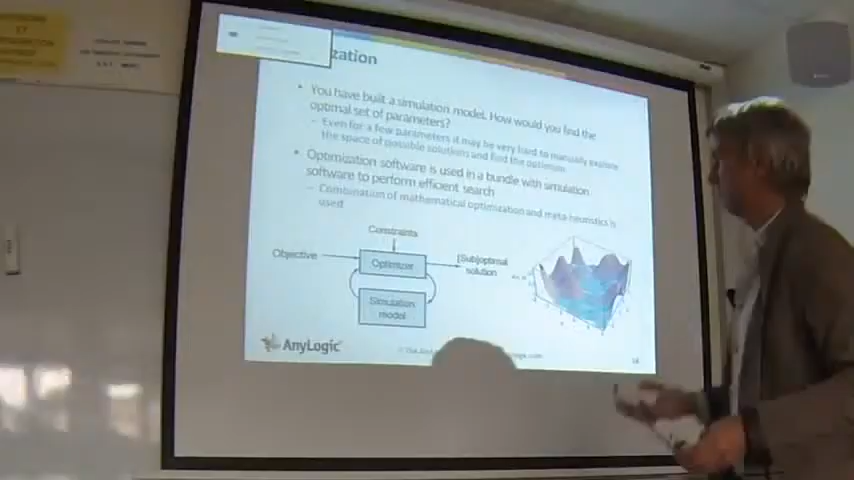 zation
• You have built a simulation model. How would you find the
optimal set of parameters?
– Even for a few parameters it may be very hard to manually explore
the space of possible solutions and find the optimum
• Optimization software is used in a bundle with simulation
software to perform efficient search
– Combination of mathematical optimization and meta-heuristics is
used
Constraints
Objective
Optimizer
[Sub]optimal
solution
Simulation
model
AnyLogic